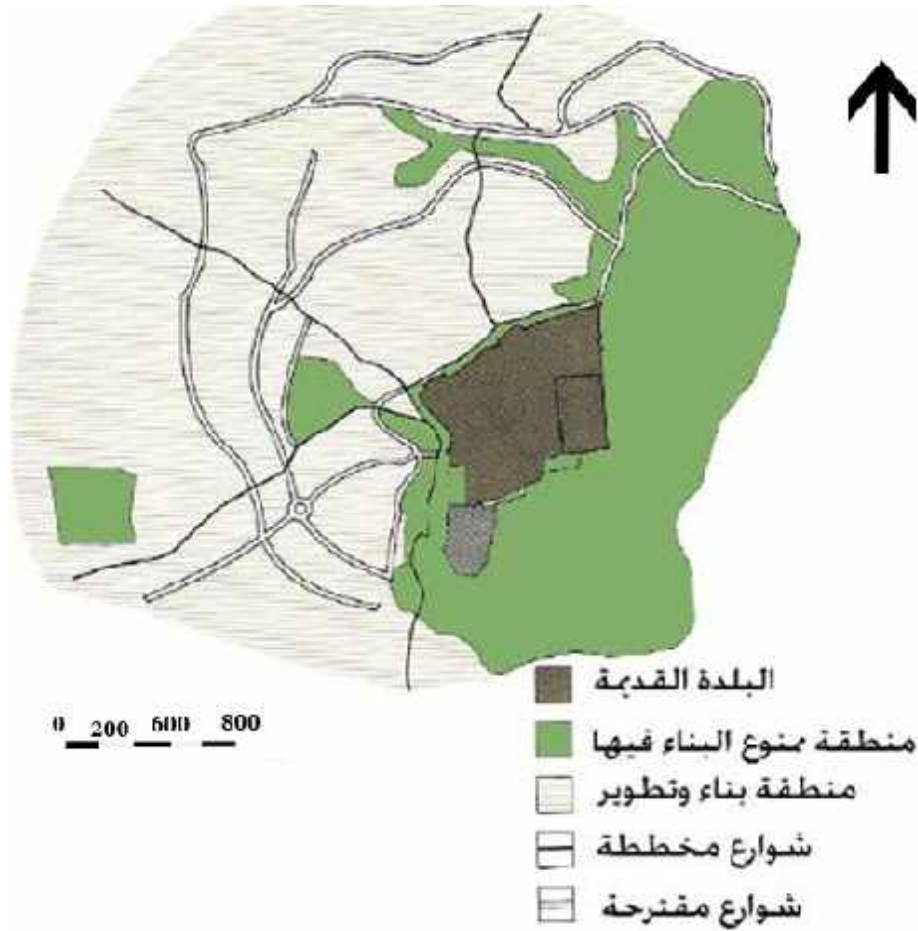 0 200 600 800
البلدة القديمة
منطقة ممنوع البناء فيها
منطقة بناء وتطوير
شوارع مخططة
شوارع مقترحة